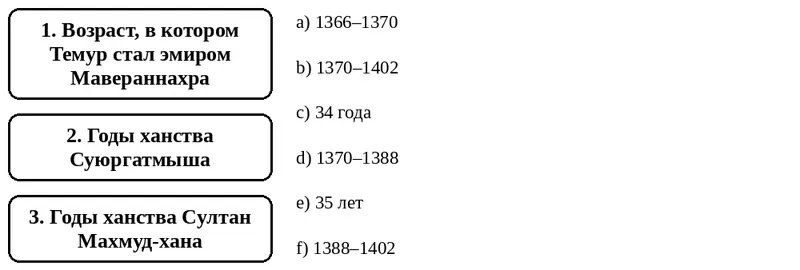 1. Возраст, в котором
Темур стал эмиром
Мавераннахра
2. Годы ханства
Суюргатмыша
3. Годы ханства Султан
Махмуд-хана
a) 1366–1370
b) 1370–1402
c) 34 года
d) 1370–1388
e) 35 лет
f) 1388–1402